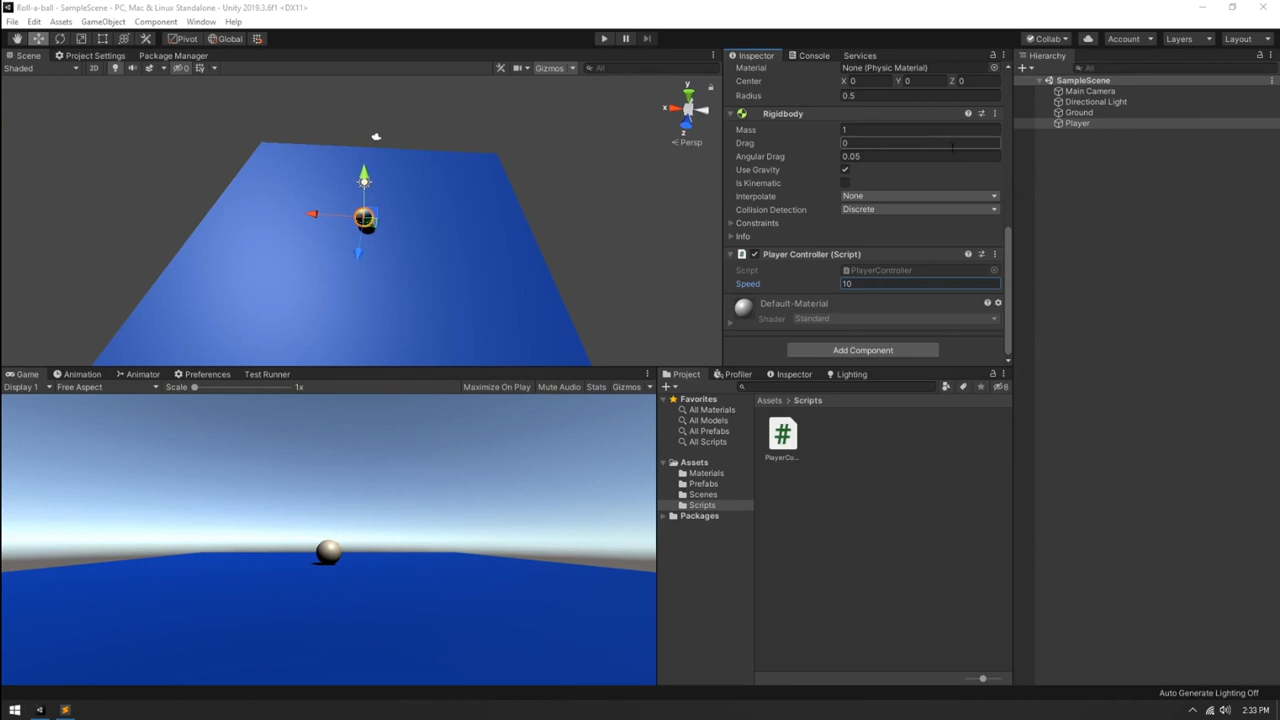 Roll-a-ball - SampleScene - PC, Mac & Linux Standalone - Unity 2019.3.6f1 <DX11>
File Edit Assets GameObject Component Window Help
Pivot Global Collab Account Layers Layout
Scene Project Settings Package Manager
Shaded 2D 0 Gizmos All
y
x
z
Persp
Inspector Console Services
Material None (Physic Material)
Center X 0 Y 0 Z 0
Radius 0.5
Rigidbody
Mass 1
Drag 0
Angular Drag 0.05
Use Gravity
Is Kinematic
Interpolate None
Collision Detection Discrete
Constraints
Info
Player Controller (Script)
Script PlayerController
Speed 10
Default-Material
Shader Standard
Add Component
Hierarchy
All
SampleScene
Main Camera
Directional Light
Ground
Player
Game Animation Animator Preferences Test Runner
Display 1 Free Aspect Scale 1x Maximize On Play Mute Audio Stats Gizmos
Project Profiler Inspector Lighting
8
Favorites
All Materials
All Models
All Prefabs
All Scripts
Assets
Materials
Prefabs
Scenes
Scripts
Packages
Assets > Scripts
#
PlayerCo...
Auto Generate Lighting Off
2:33 PM